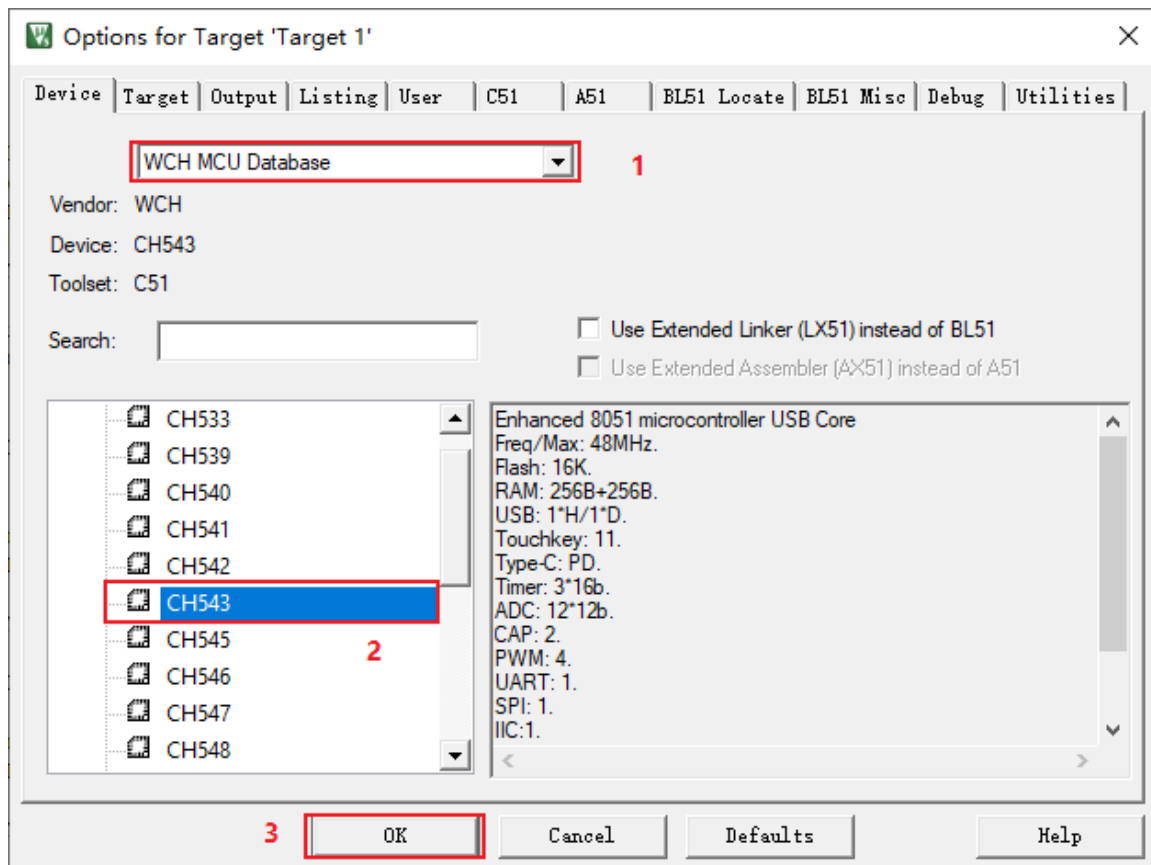 Options for Target 'Target 1'
Device Target Output Listing User C51 A51 BL51 Locate BL51 Misc Debug Utilities
WCH MCU Database 1
Vendor: WCH
Device: CH543
Toolset: C51
Search:
Use Extended Linker (LX51) instead of BL51
Use Extended Assembler (AX51) instead of A51
CH533
CH539
CH540
CH541
CH542
CH543
2
CH545
CH546
CH547
CH548
Enhanced 8051 microcontroller USB Core
Freq/Max: 48MHz.
Flash: 16K.
RAM: 256B+256B.
USB: 1*H/1*D.
Touchkey: 11.
Type-C: PD.
Timer: 3*16b.
ADC: 12*12b.
CAP: 2.
PWM: 4.
UART: 1.
SPI: 1.
IIC:1.
3 OK Cancel Defaults Help